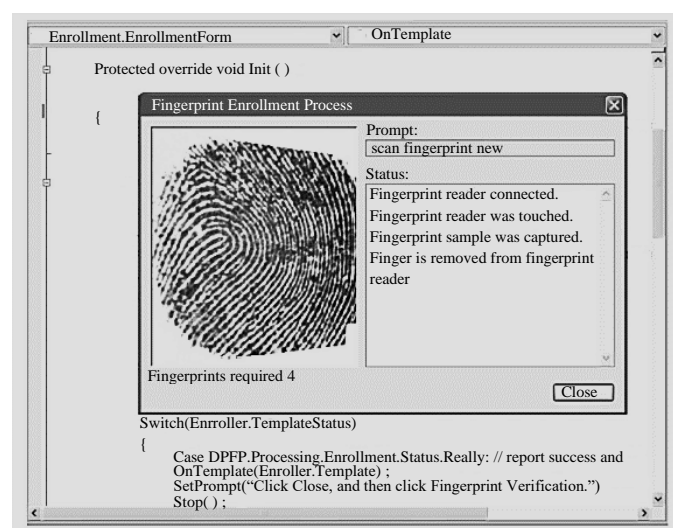 Enrollment.EnrollmentForm OnTemplate
Protected override void Init ( )
{
Fingerprint Enrollment Process
Prompt:
scan fingerprint new
Status:
Fingerprint reader connected.
Fingerprint reader was touched.
Fingerprint sample was captured.
Finger is removed from fingerprint
reader
Fingerprints required 4
Close
Switch(Enrroller.TemplateStatus)
{
Case DPFP.Processing.Enrollment.Status.Really: // report success and
OnTemplate(Enroller.Template) ;
SetPrompt(“Click Close, and then click Fingerprint Verification.”)
Stop( ) ;